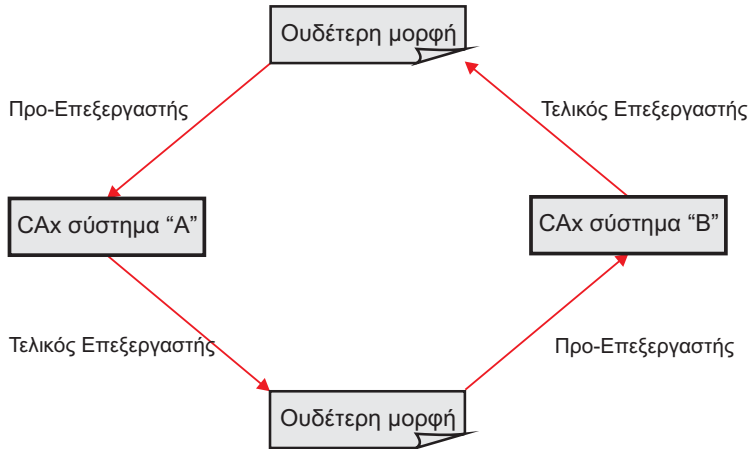 Ουδέτερη μορφή
Προ-Επεξεργαστής
Τελικός Επεξεργαστής
CAx σύστημα “A”
CAx σύστημα “B”
Τελικός Επεξεργαστής
Προ-Επεξεργαστής
Ουδέτερη μορφή